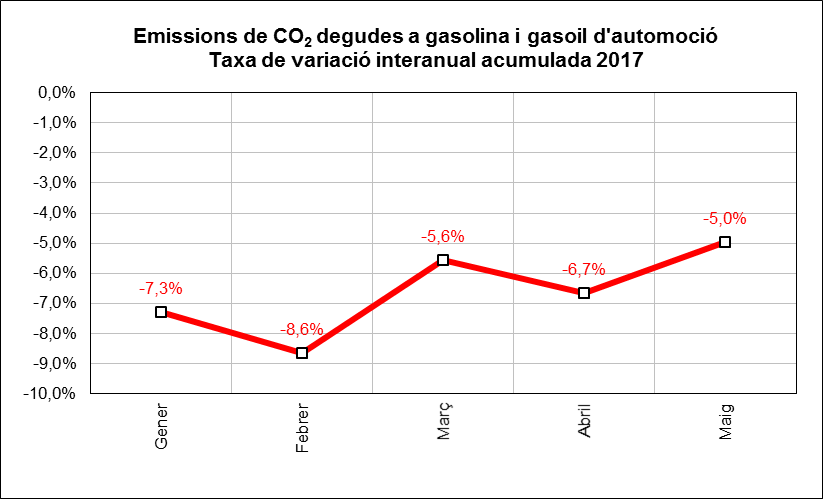 Emissions de CO₂ degudes a gasolina i gasoil d'automoció
Taxa de variació interanual acumulada 2017
0,0%
-1,0%
-2,0%
-3,0%
-4,0%
-5,0%
-6,0%
-7,0%
-8,0%
-9,0%
-10,0%
-7,3%
-8,6%
-5,6%
-6,7%
-5,0%
Gener
Febrer
Març
Abril
Maig